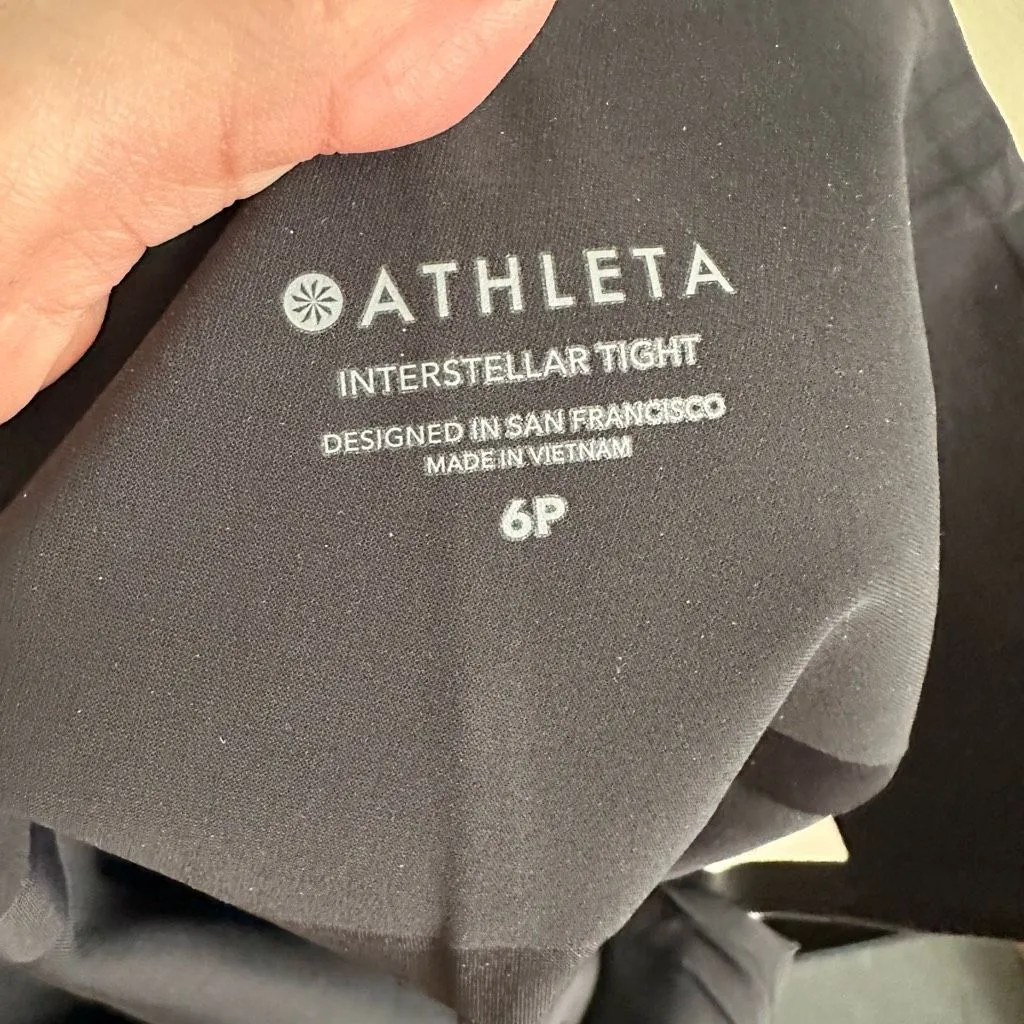 ATHLETA
INTERSTELLAR TIGHT
DESIGNED IN SAN FRANCISCO
MADE IN VIETNAM
6P